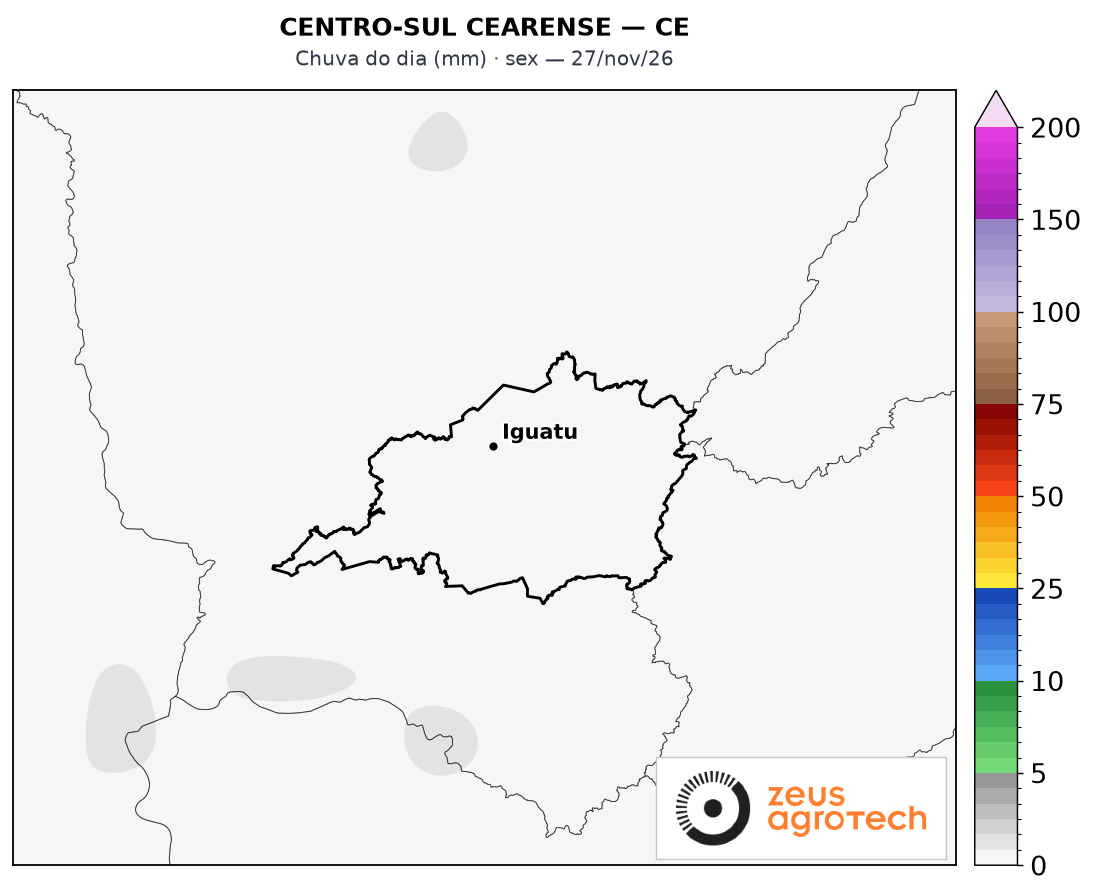 CENTRO-SUL CEARENSE — CE
Chuva do dia (mm) · sex — 27/nov/26
Iguatu
200
150
100
75
50
25
10
5
0
zeus
agrotech